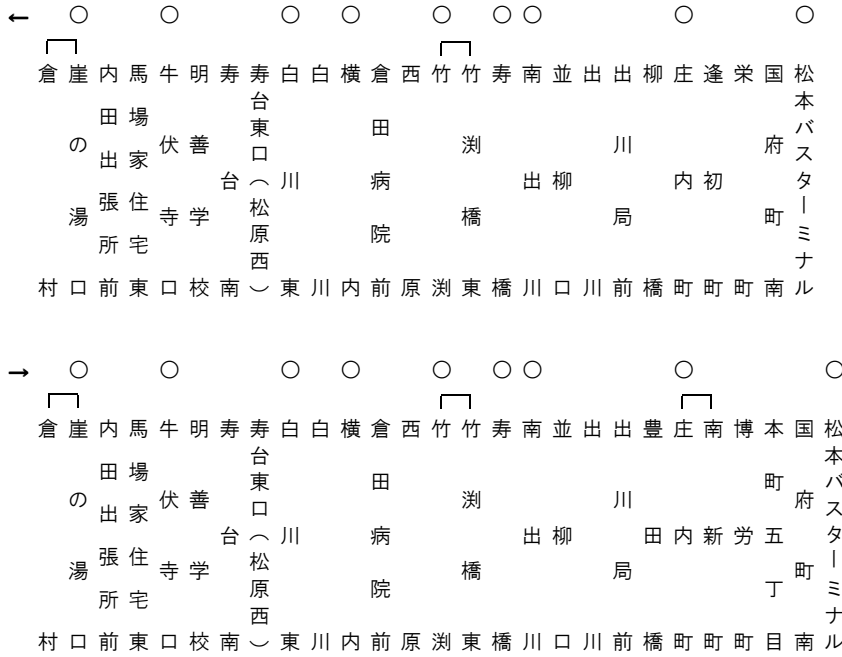 松本バスターミナル
国府町南
栄町
逢初町
庄内町
柳橋
出川局前
出川
並柳口
南出川
寿橋
竹渕橋東
竹渕
西原
倉田病院前
横内
白川
白川東
寿台東口（松原西）
寿台南
明善学校
牛伏寺口
馬場家住宅東
内田出張所前
崖の湯口
倉村
松本バスターミナル
国府町南
本町五丁目
博労町
南新町
庄内町
豊田橋
出川局前
出川
並柳口
南出川
寿橋
竹渕橋東
竹渕
西原
倉田病院前
横内
白川
白川東
寿台東口（松原西）
寿台南
明善学校
牛伏寺口
馬場家住宅東
内田出張所前
崖の湯口
倉村